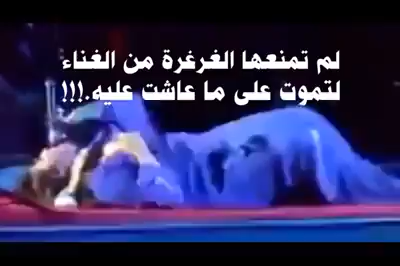 لم تمنعها الغرغرة من الغناء
لتموت على ما عاشت عليه.!!!